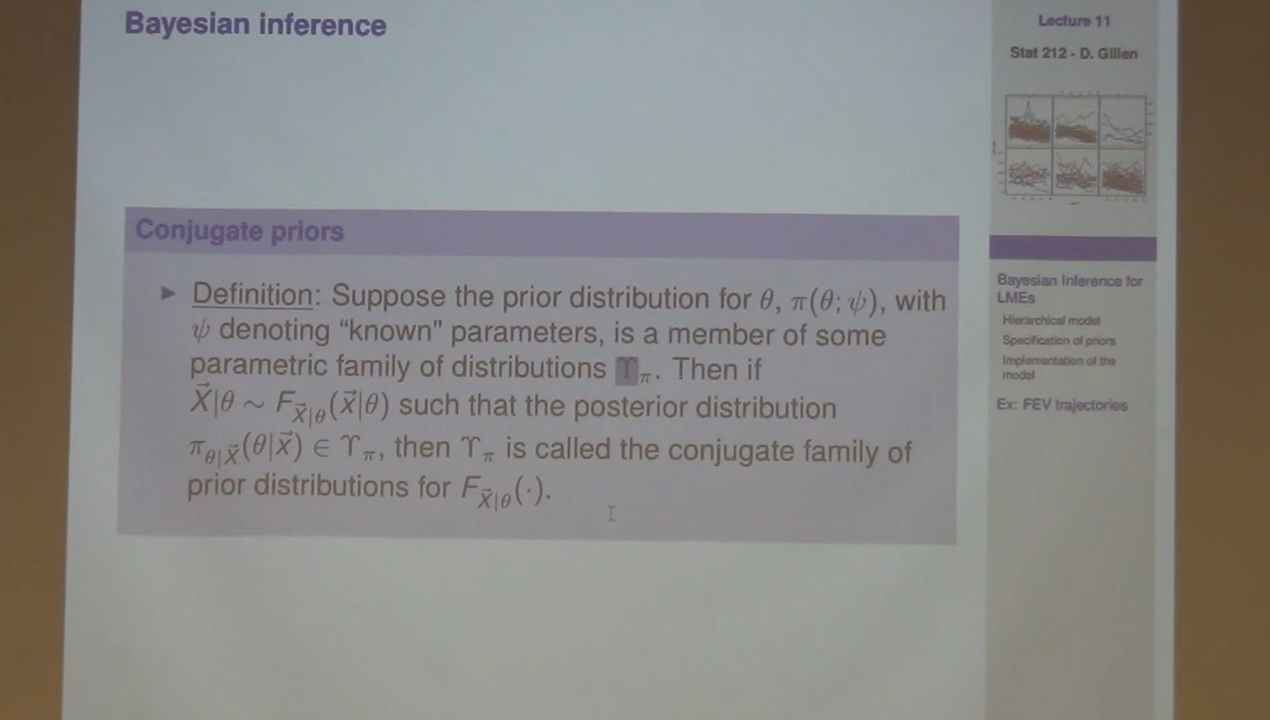 Bayesian inference
Conjugate priors
► Definition: Suppose the prior distribution for θ, π(θ; ψ), with
ψ denoting “known" parameters, is a member of some
parametric family of distributions ϒ_π. Then if
X⃗|θ ∼ F_{X⃗|θ}(x⃗|θ) such that the posterior distribution
π_{θ|X⃗}(θ|x⃗) ∈ ϒ_π, then ϒ_π is called the conjugate family of
prior distributions for F_{X⃗|θ}(·).
Lecture 11
Stat 212 - D. Gillen
Bayesian Inference for
LMEs
Hierarchical model
Specification of priors
Implementation of the
model
Ex: FEV trajectories